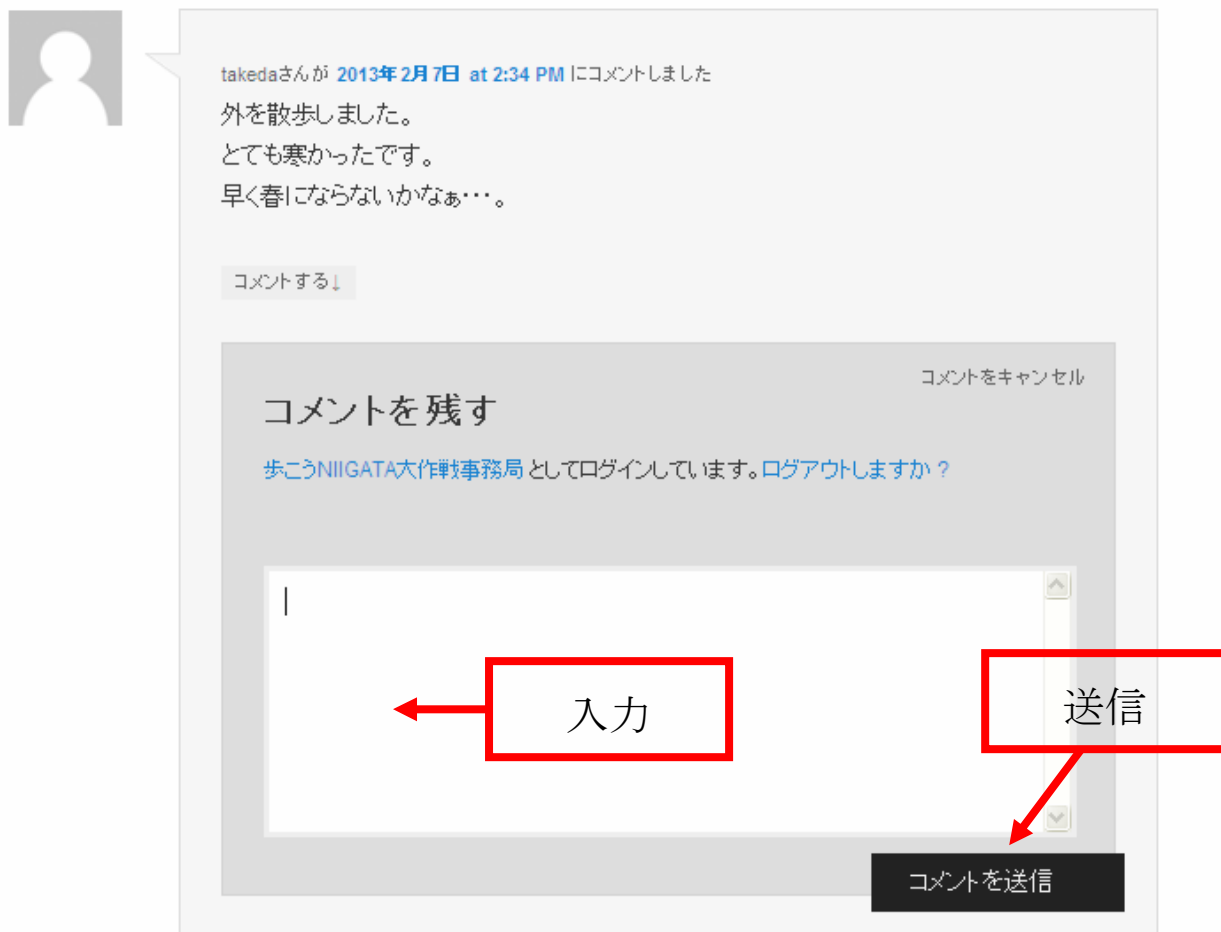 takedaさんが 2013年2月7日 at 2:34 PM にコメントしました
外を散歩しました。
とても寒かったです。
早く春にならないかなぁ・・・。
コメントする↓
コメントをキャンセル
コメントを残す
歩こうNIIGATA大作戦事務局としてログインしています。ログアウトしますか?
入力
送信
コメントを送信